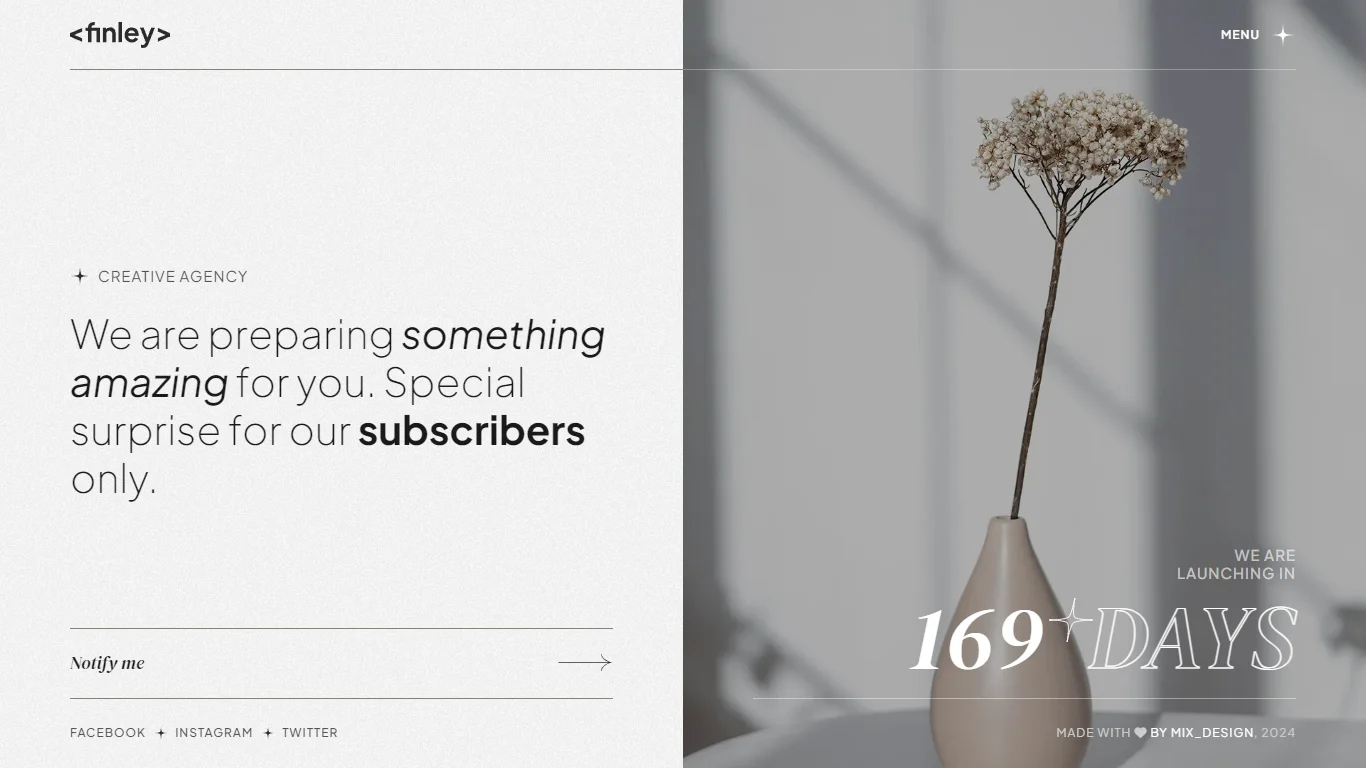 <finley>
MENU
CREATIVE AGENCY
We are preparing something
amazing for you. Special
surprise for our subscribers
only.
WE ARE
LAUNCHING IN
169 DAYS
Notify me
FACEBOOK INSTAGRAM TWITTER
MADE WITH BY MIX_DESIGN, 2024